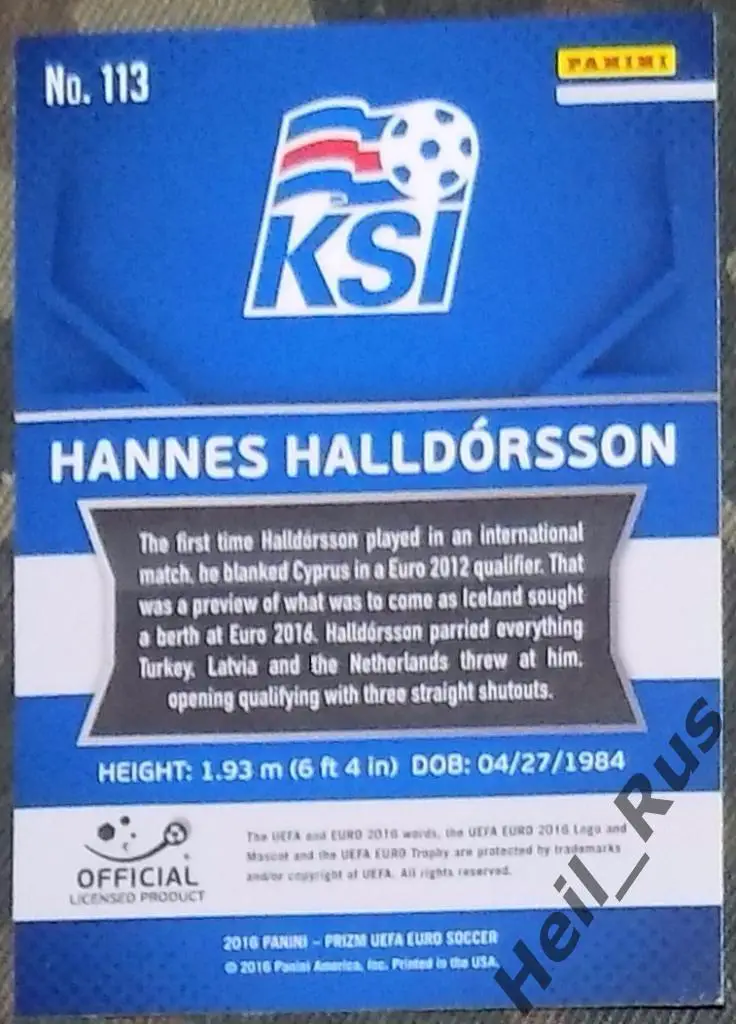 No. 113
PANINI
KSI
HANNES HALLDÓRSSON
The first time Halldórsson played in an international
match, he blanked Cyprus in a Euro 2012 qualifier. That
was a preview of what was to come as Iceland sought
a berth at Euro 2016. Halldórsson parried everything
Turkey, Latvia and the Netherlands threw at him,
opening qualifying with three straight shutouts.
HEIGHT: 1.93 m (6 ft 4 in) DOB: 04/27/1984
The UEFA and EURO 2016 words, the UEFA EURO 2016 Logo and
Mascot and the UEFA EURO Trophy are protected by trademarks
and/or copyright of UEFA. All rights reserved.
OFFICIAL
LICENSED PRODUCT
2016 PANINI – PRIZM UEFA EURO SOCCER
© 2016 Panini America, Inc. Printed in the USA.
Heil_Rus